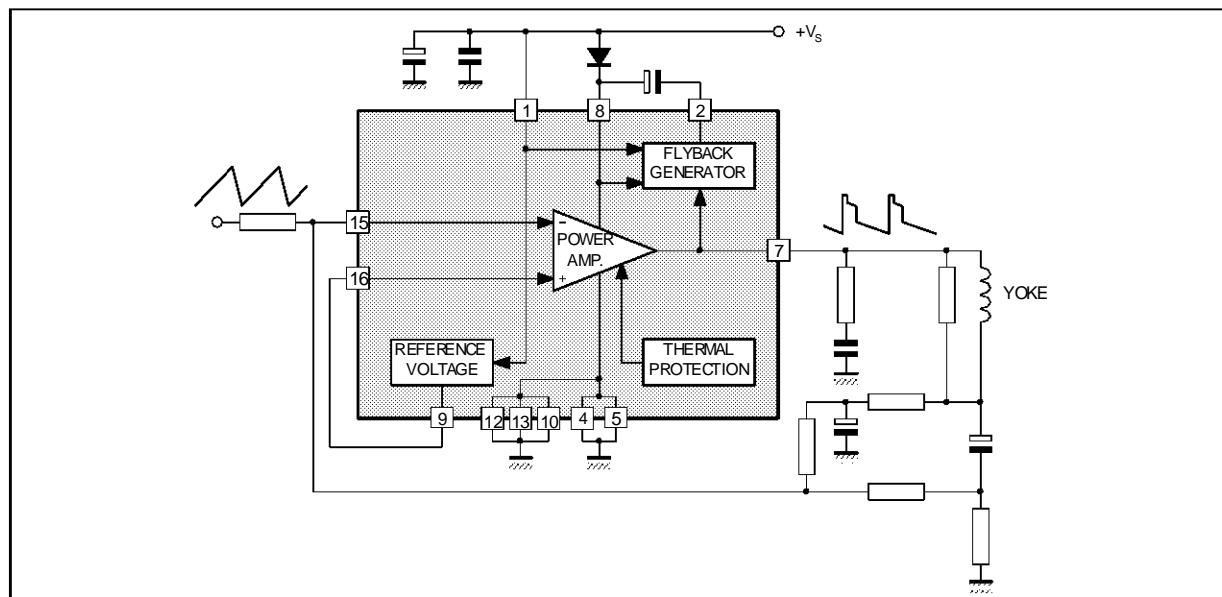 +VS
1
8
2
FLYBACK
GENERATOR
15
−
POWER
AMP.
7
16
+
YOKE
REFERENCE
VOLTAGE
THERMAL
PROTECTION
9
12
13
10
4
5